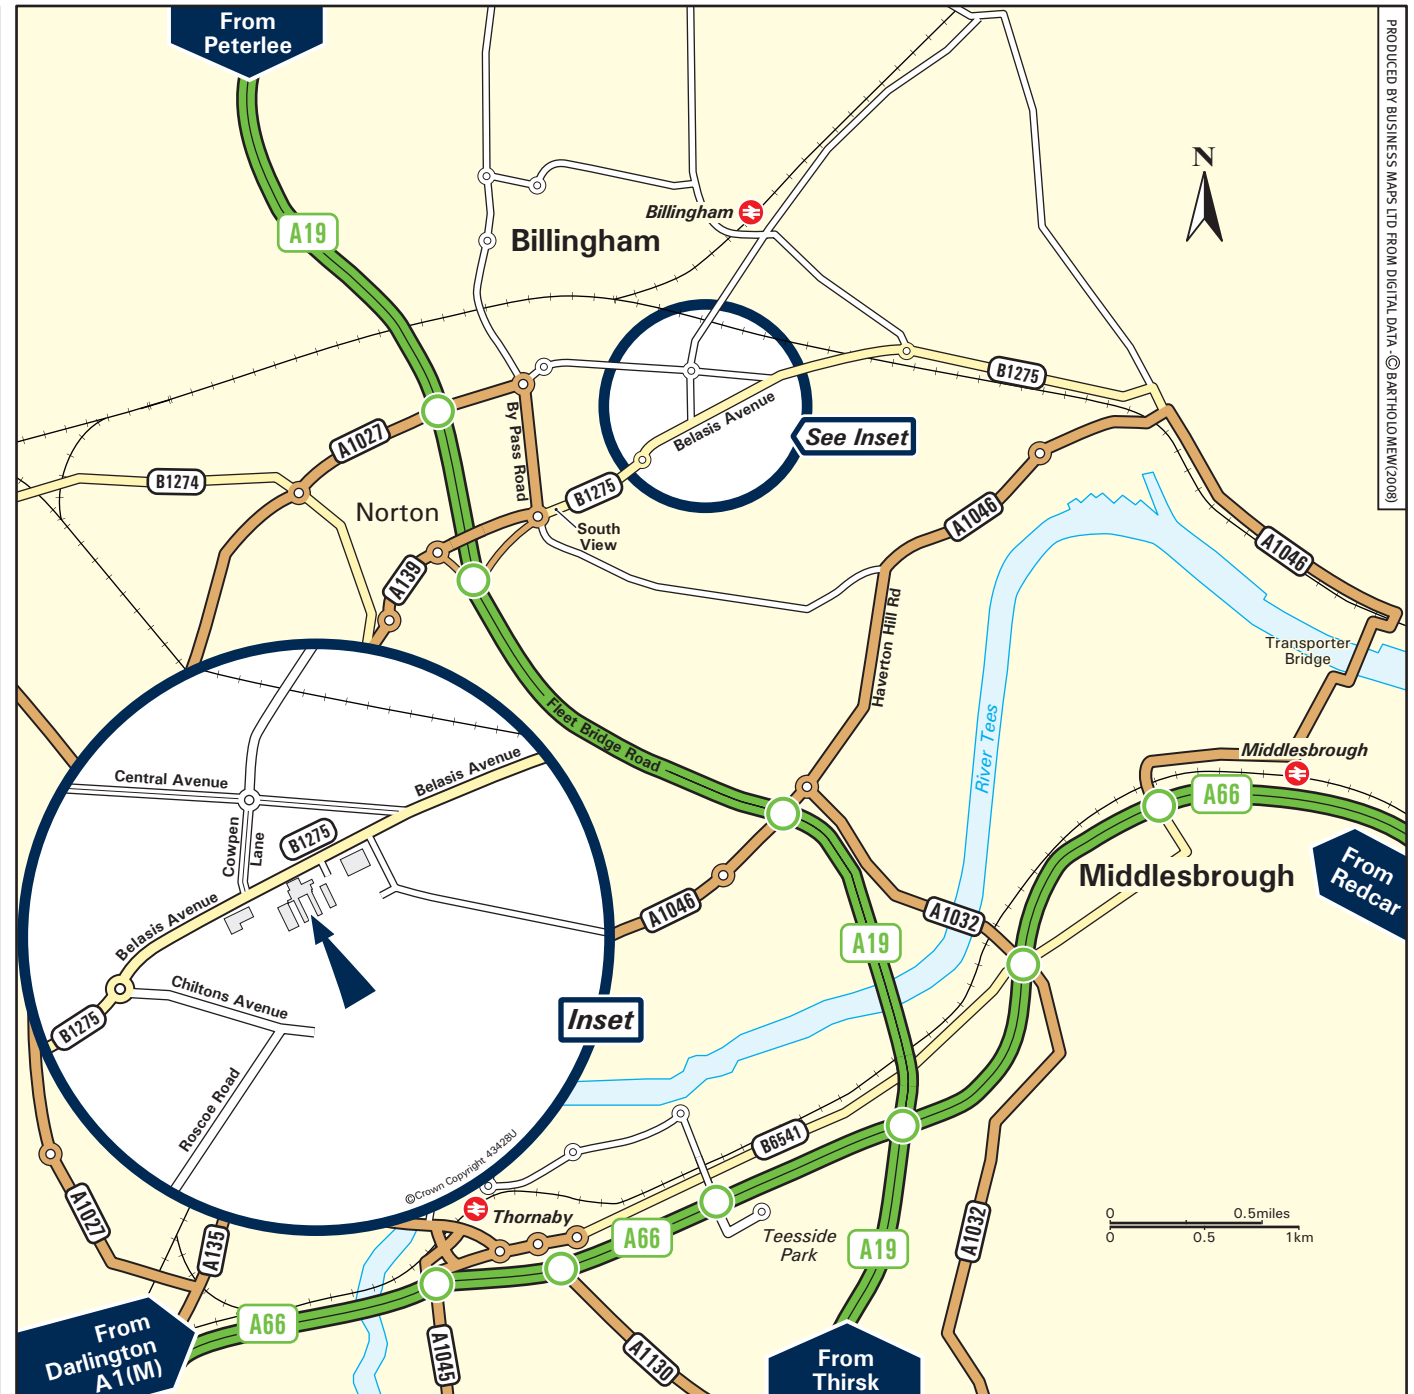 From
Peterlee
PRODUCED BY BUSINESS MAPS LTD FROM DIGITAL DATA - ©BARTHOLOMEW(2008)
N
A19
Billingham
Billingham
B1275
By Pass Road
Belasis Avenue
See Inset
A1027
B1274
B1275
Norton
South
View
A1046
A1046
A139
Haverton Hill Rd
Transporter
Bridge
Fleet Bridge Road
River Tees
Middlesbrough
A66
Central Avenue
Belasis Avenue
Cowpen
Lane
B1275
Middlesbrough
From
Redcar
A1046
A1032
A19
Belasis Avenue
Chiltons Avenue
B1275
Inset
Roscoe Road
©Crown Copyright 43428U
B6541
A1027
A135
Thornaby
A66
Teesside
Park
A19
A1032
0 0.5miles
0 0.5 1km
A66
From
Darlington
A1(M)
A1045
A1130
From
Thirsk